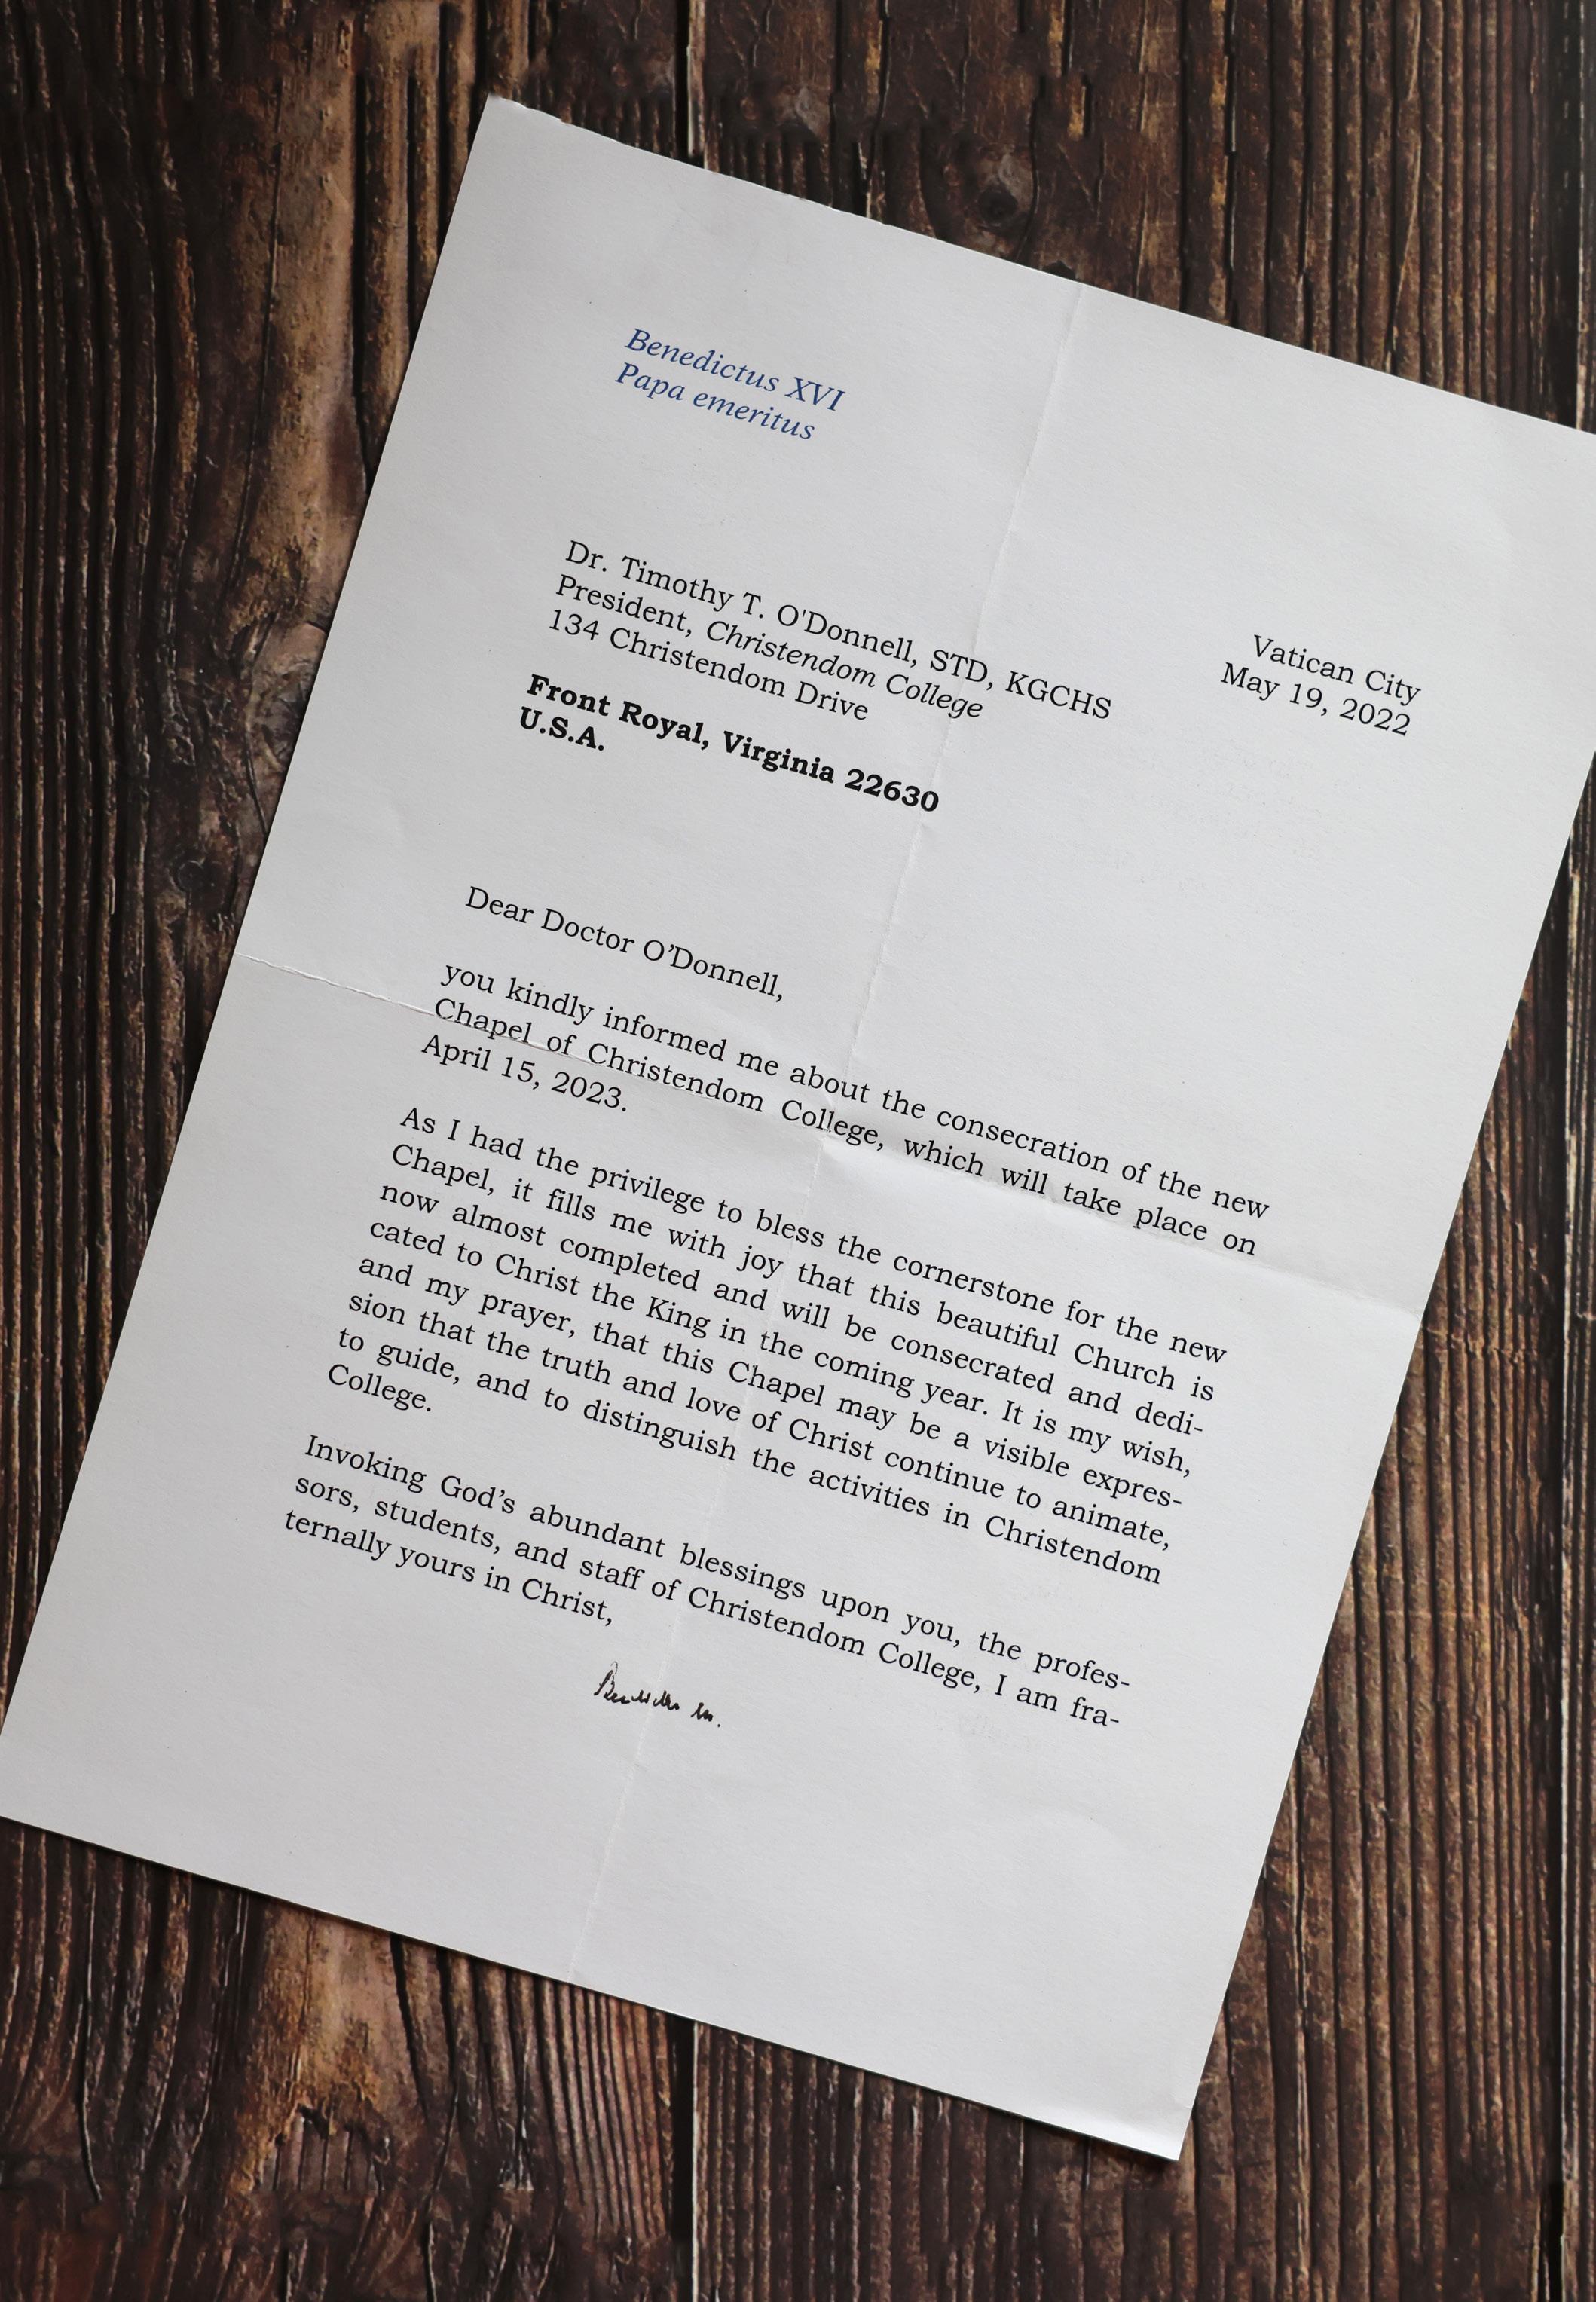 Benedictus XVI
Papa emeritus
Dr. Timothy T. O'Donnell, STD, KGCHS
President, Christendom College
134 Christendom Drive
Front Royal, Virginia 22630
U.S.A.
Vatican City
May 19, 2022
Dear Doctor O’Donnell,
you kindly informed me about the consecration of the new
Chapel of Christendom College, which will take place on
April 15, 2023.
As I had the privilege to bless the cornerstone for the new
Chapel, it fills me with joy that this beautiful Church is
now almost completed and will be consecrated and dedi-
cated to Christ the King in the coming year. It is my wish,
and my prayer, that this Chapel may be a visible expres-
sion that the truth and love of Christ continue to animate,
to guide, and to distinguish the activities in Christendom
College.
Invoking God’s abundant blessings upon you, the profes-
sors, students, and staff of Christendom College, I am fra-
ternally yours in Christ,